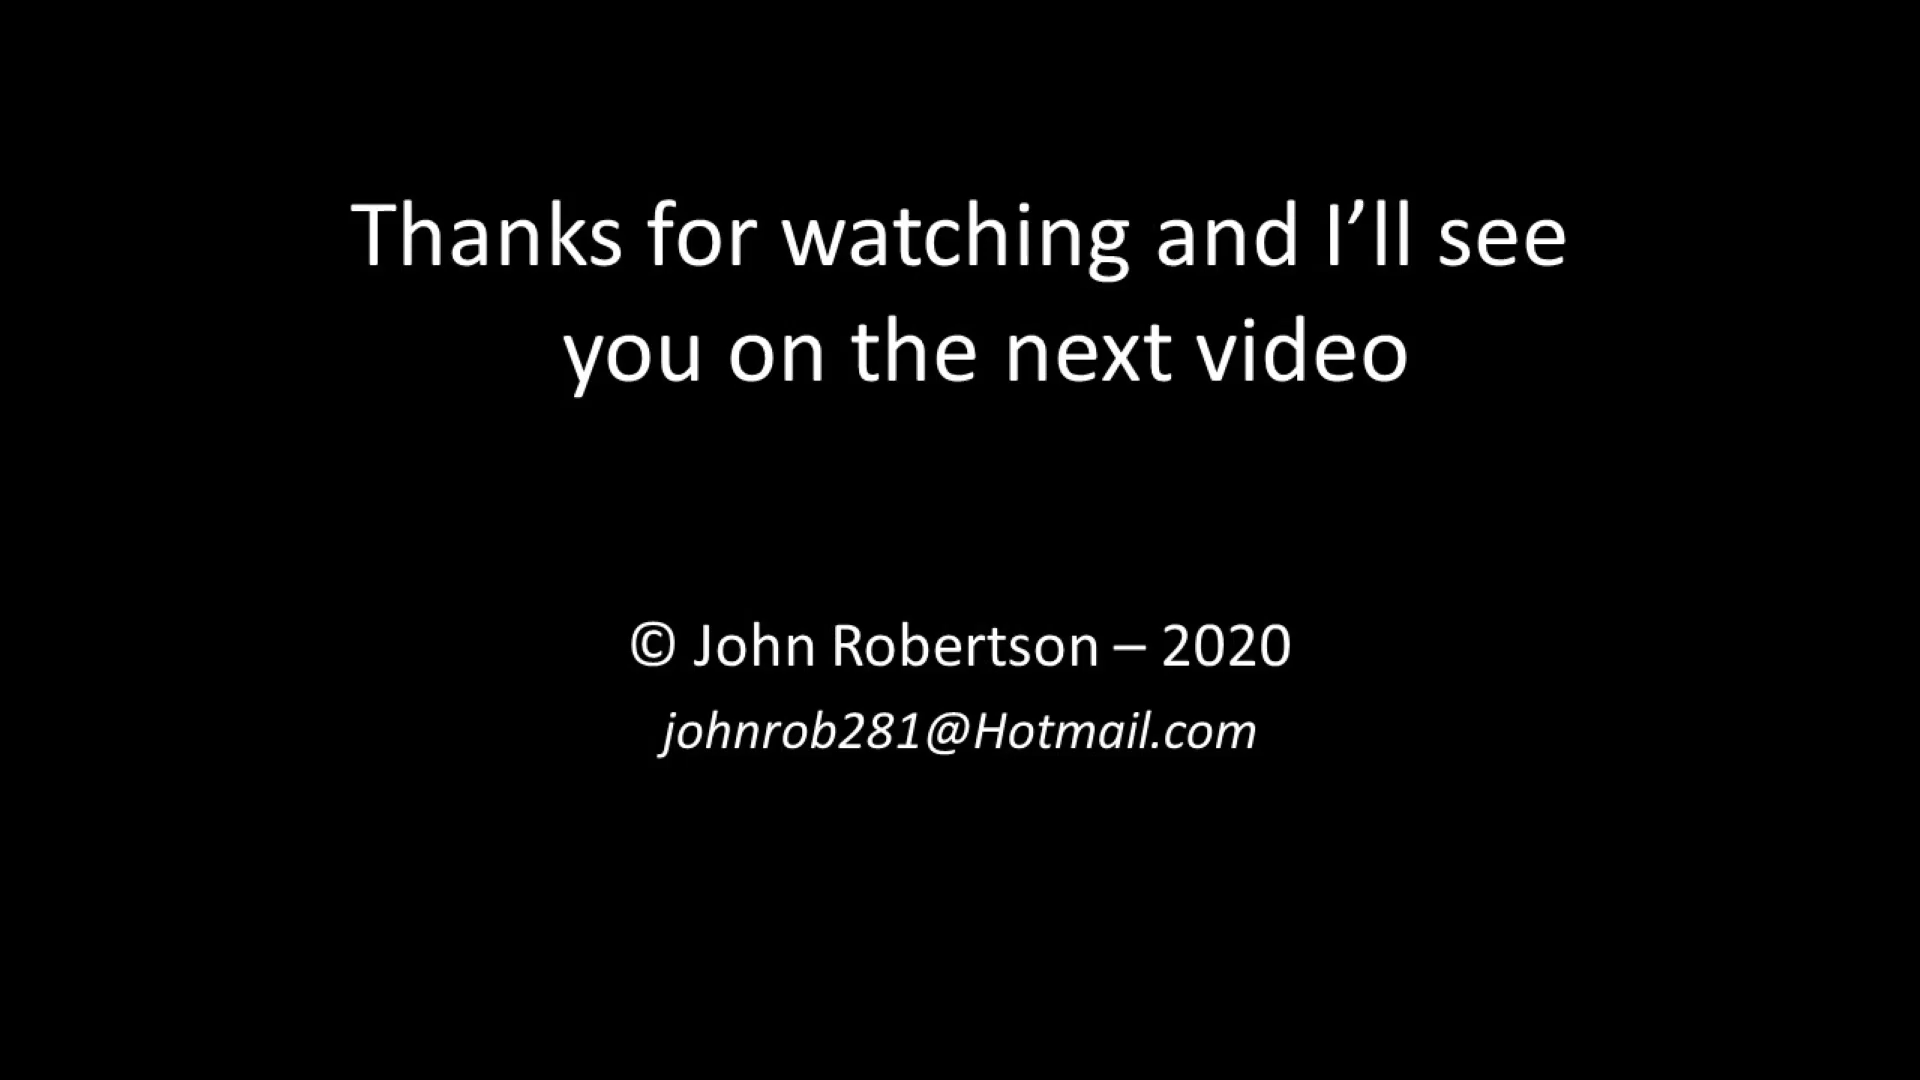 Thanks for watching and I’ll see
you on the next video
© John Robertson – 2020
johnrob281@Hotmail.com